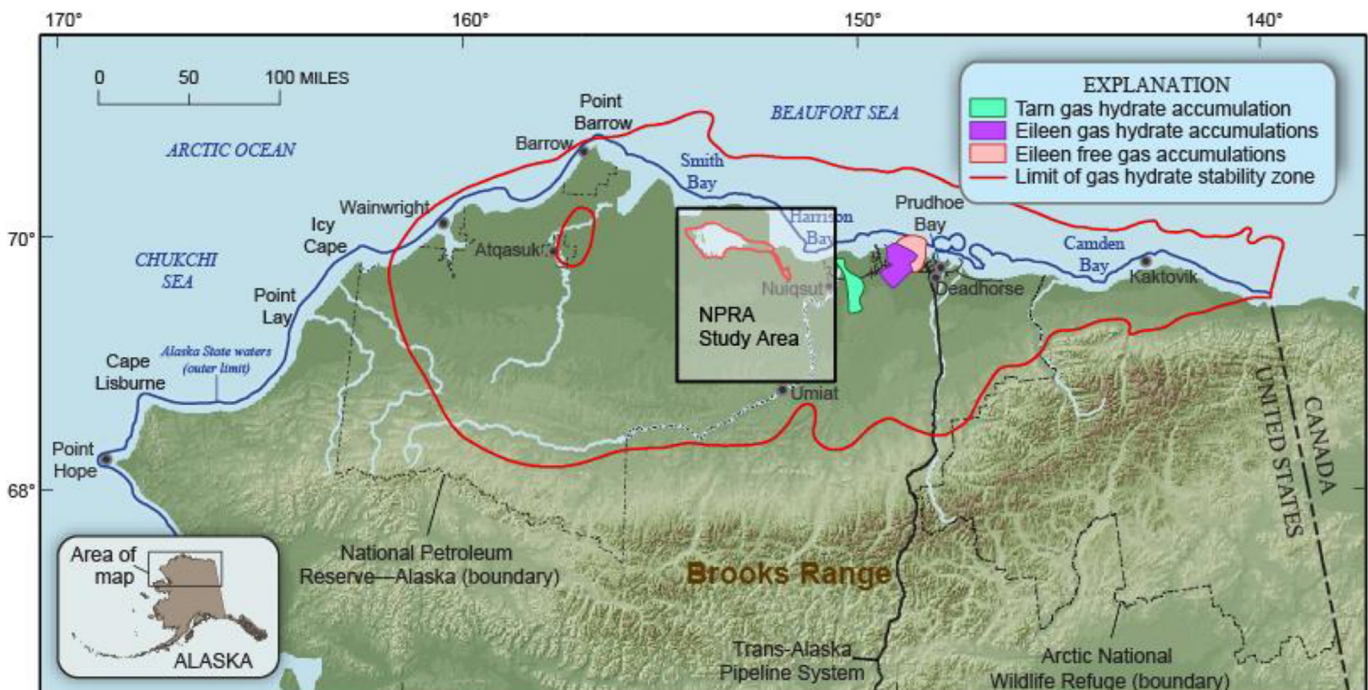 170°
160°
150°
140°
0 50 100 MILES
EXPLANATION
Tarn gas hydrate accumulation
Eileen gas hydrate accumulations
Eileen free gas accumulations
Limit of gas hydrate stability zone
Point
Barrow
Barrow
BEAUFORT SEA
ARCTIC OCEAN
Smith
Bay
Wainwright
Harrison
Bay
Prudhoe
Bay
Icy
Cape
70°
Atqasuk
Camden
Bay
Kaktovik
CHUKCHI
SEA
Nuiqsut
Deadhorse
Point
Lay
NPRA
Study Area
Alaska State waters
(outer limit)
Cape
Lisburne
Umiat
CANADA
UNITED STATES
Point
Hope
68°
Area of
map
ALASKA
National Petroleum
Reserve—Alaska (boundary)
Brooks Range
Trans-Alaska
Pipeline System
Arctic National
Wildlife Refuge (boundary)